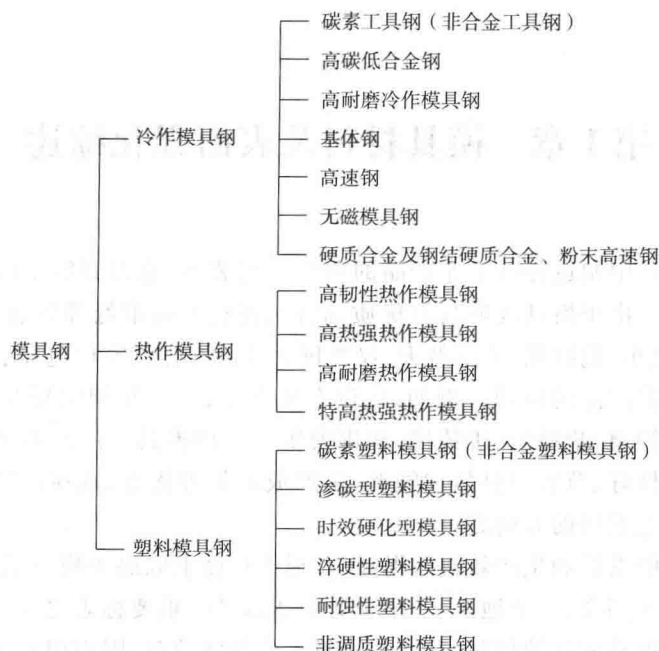 碳素工具钢（非合金工具钢）
高碳低合金钢
高耐磨冷作模具钢
冷作模具钢
基体钢
高速钢
无磁模具钢
硬质合金及钢结硬质合金、粉末高速钢
高韧性热作模具钢
高热强热作模具钢
模具钢
热作模具钢
高耐磨热作模具钢
特高热强热作模具钢
碳素塑料模具钢（非合金塑料模具钢）
渗碳型塑料模具钢
时效硬化型模具钢
塑料模具钢
淬硬性塑料模具钢
耐蚀性塑料模具钢
非调质塑料模具钢